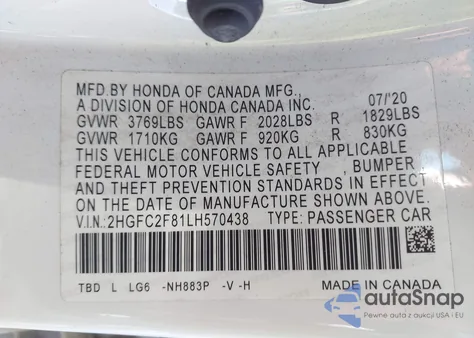 MFD.BY HONDA OF CANADA MFG.,
A DIVISION OF HONDA CANADA INC. 07/'20
GVWR 3769LBS GAWR F 2028LBS R 1829LBS
GVWR 1710KG GAWR F 920KG R 830KG
THIS VEHICLE CONFORMS TO ALL APPLICABLE
FEDERAL MOTOR VEHICLE SAFETY , BUMPER ,
AND THEFT PREVENTION STANDARDS IN EFFECT
ON THE DATE OF MANUFACTURE SHOWN ABOVE.
V.I.N.:2HGFC2F81LH570438 TYPE: PASSENGER CAR
TBD L LG6 -NH883P -V -H
MADE IN CANADA
autoSnap
Pewne auta z aukcji USA i EU